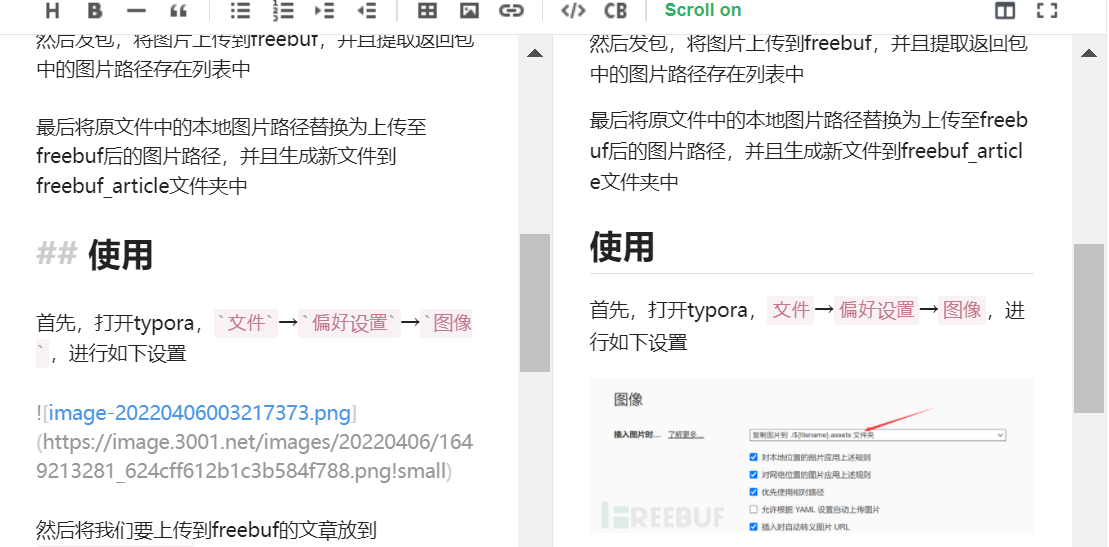 H B — “ </> CB Scroll on
然后发包，将图片上传到freebuf，并且提取返回包
中的图片路径存在列表中
最后将原文件中的本地图片路径替换为上传至
freebuf后的图片路径，并且生成新文件到
freebuf_article文件夹中
## 使用
首先，打开typora，`文件`→`偏好设置`→`图像
`，进行如下设置
![image-20220406003217373.png]
(https://image.3001.net/images/20220406/164
9213281_624cff612b1c3b584f788.png!small)
然后将我们要上传到freebuf的文章放到
然后发包，将图片上传到freebuf，并且提取返回包
中的图片路径存在列表中
最后将原文件中的本地图片路径替换为上传至freeb
uf后的图片路径，并且生成新文件到freebuf_articl
e文件夹中
使用
首先，打开typora，文件→偏好设置→图像，进
行如下设置
图像
插入图片时... 了解更多...
复制图片到 ./${filename}.assets 文件夹
对本地位置的图片应用上述规则
对网络位置的图片应用上述规则
优先使用相对路径
允许根据 YAML 设置自动上传图片
插入时自动转义图片 URL
FREEBUF